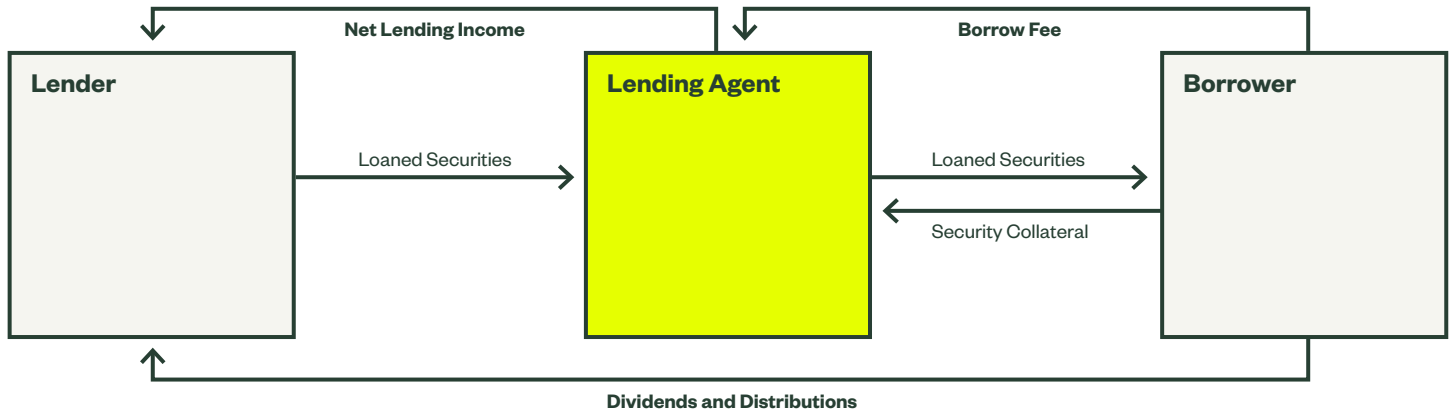 Net Lending Income
Borrow Fee
Lender
Lending Agent
Borrower
Loaned Securities
Loaned Securities
Security Collateral
Dividends and Distributions